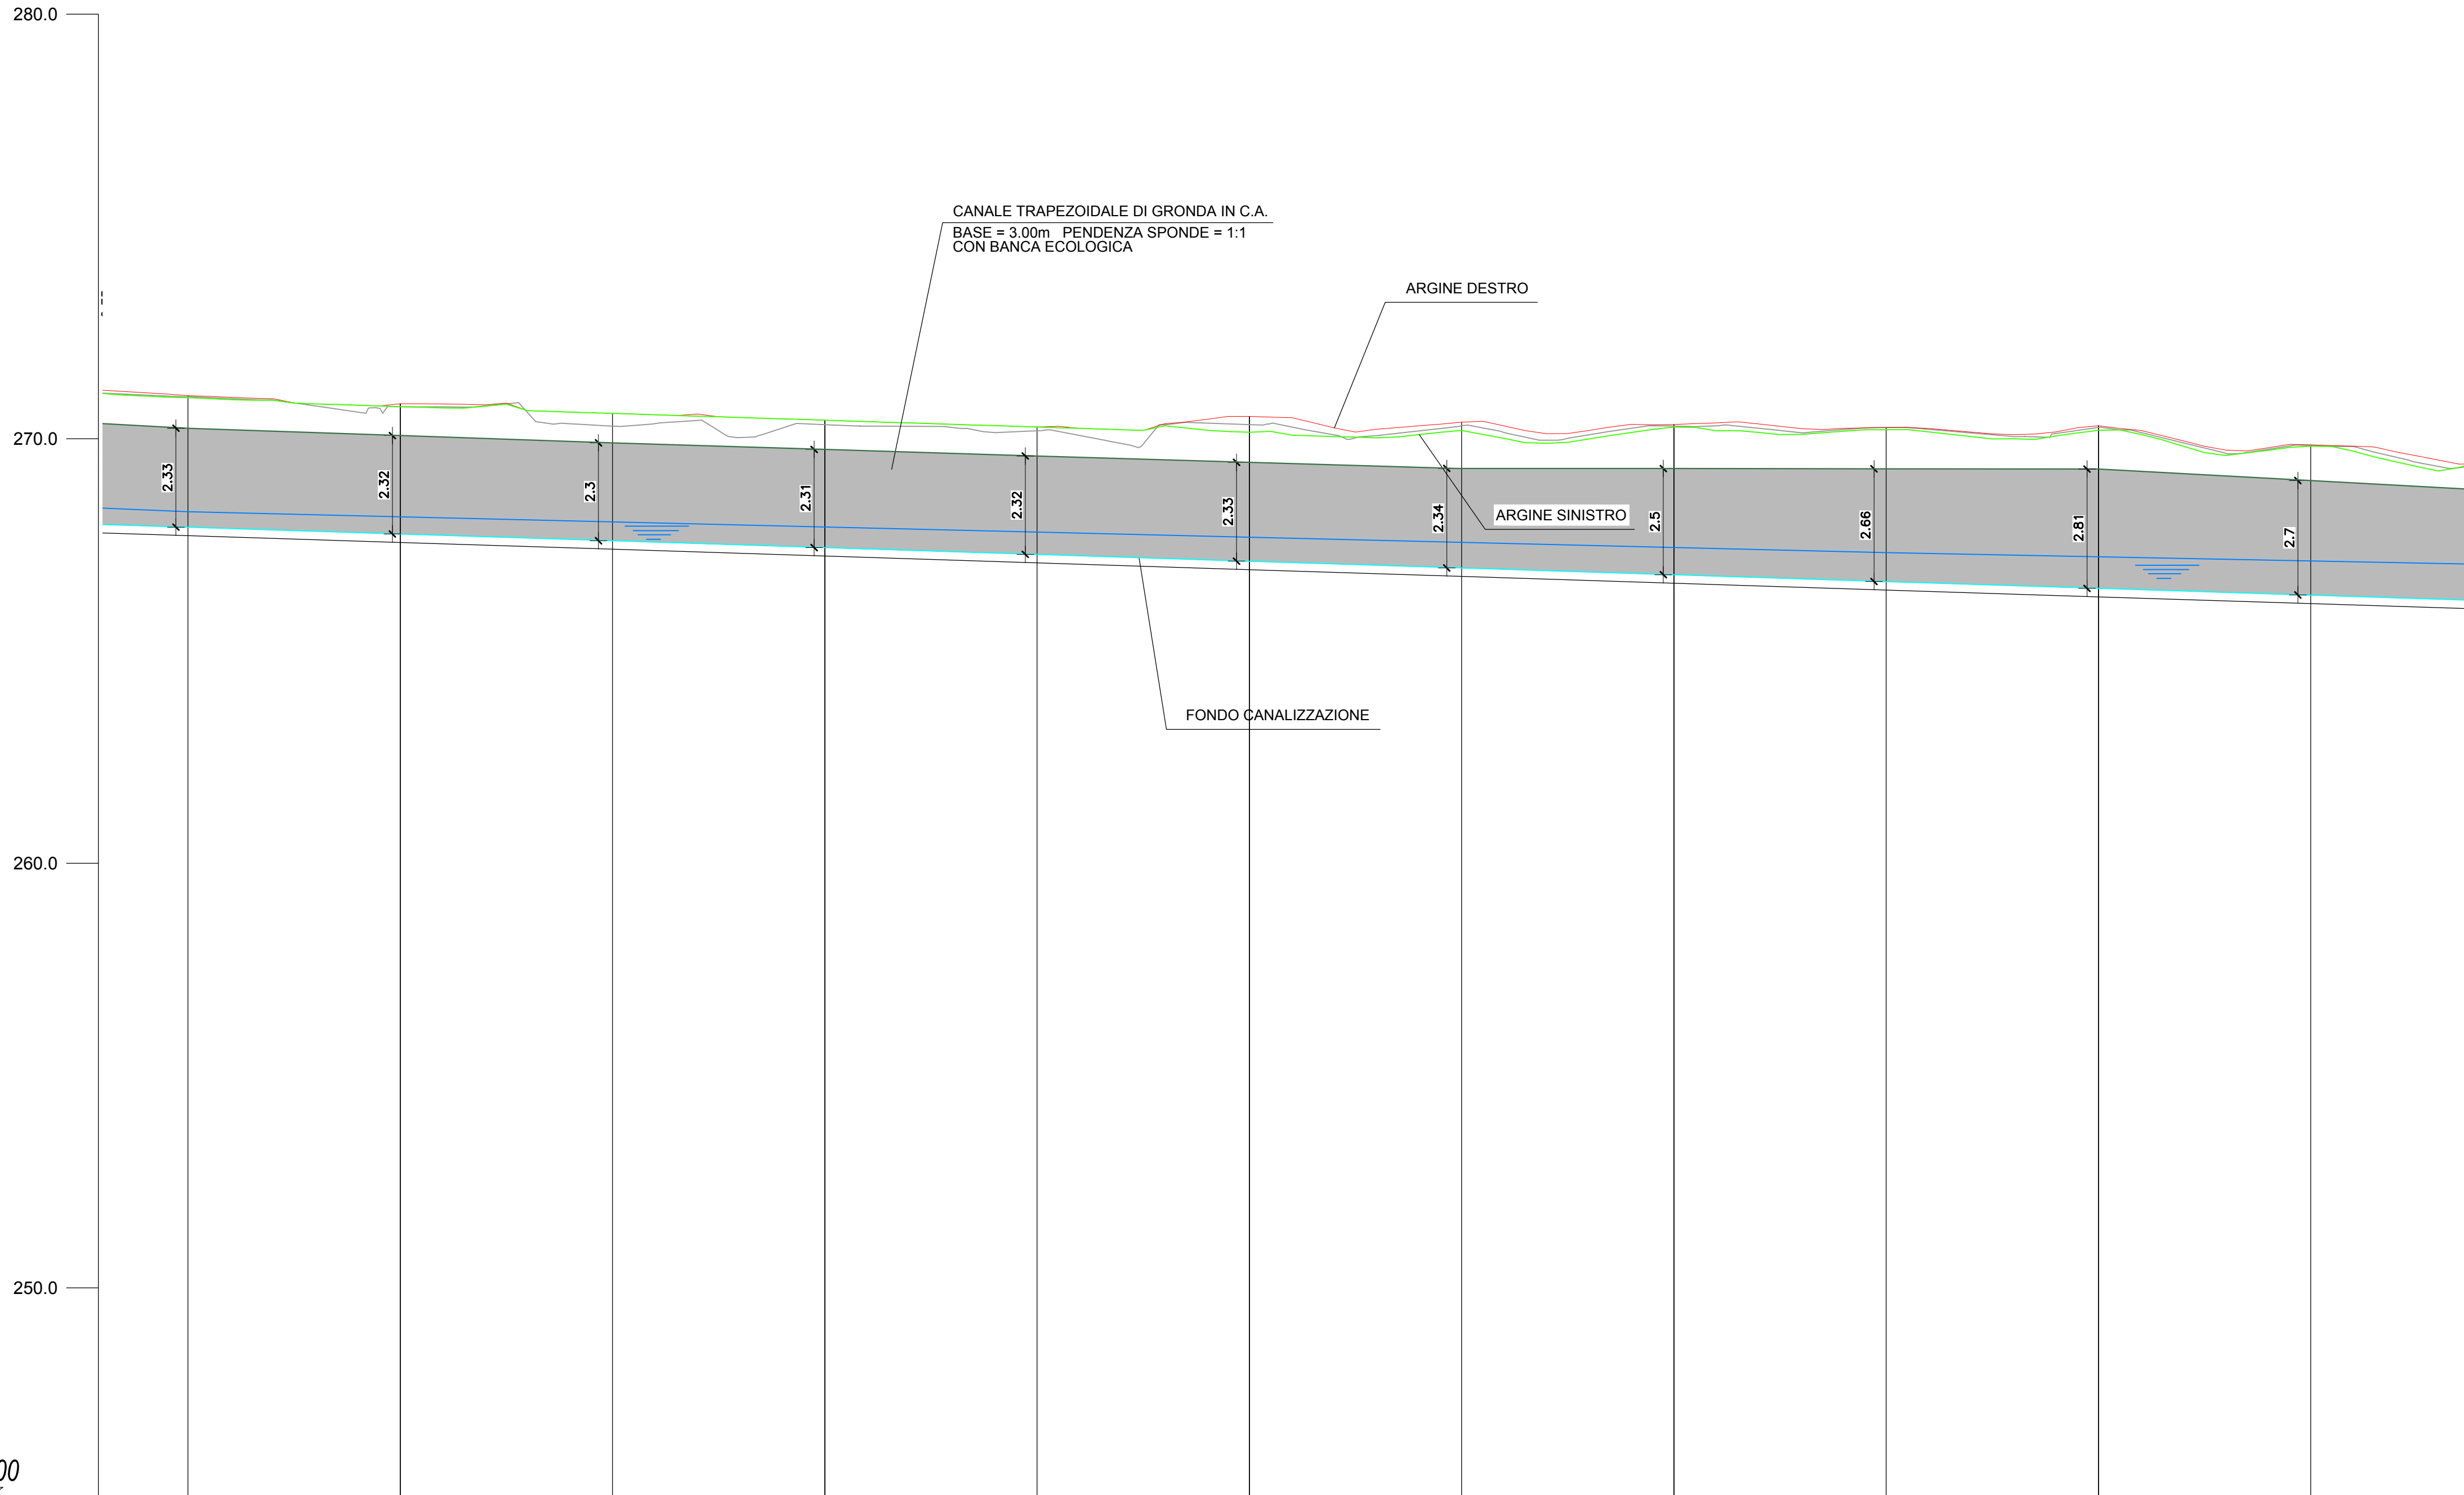 280.0
CANALE TRAPEZOIDALE DI GRONDA IN C.A.
BASE = 3.00m PENDENZA SPONDE = 1:1
CON BANCA ECOLOGICA
ARGINE DESTRO
270.0
2.33
2.32
2.3
2.31
2.32
2.33
2.34
2.5
2.66
2.81
2.7
ARGINE SINISTRO
FONDO CANALIZZAZIONE
260.0
250.0